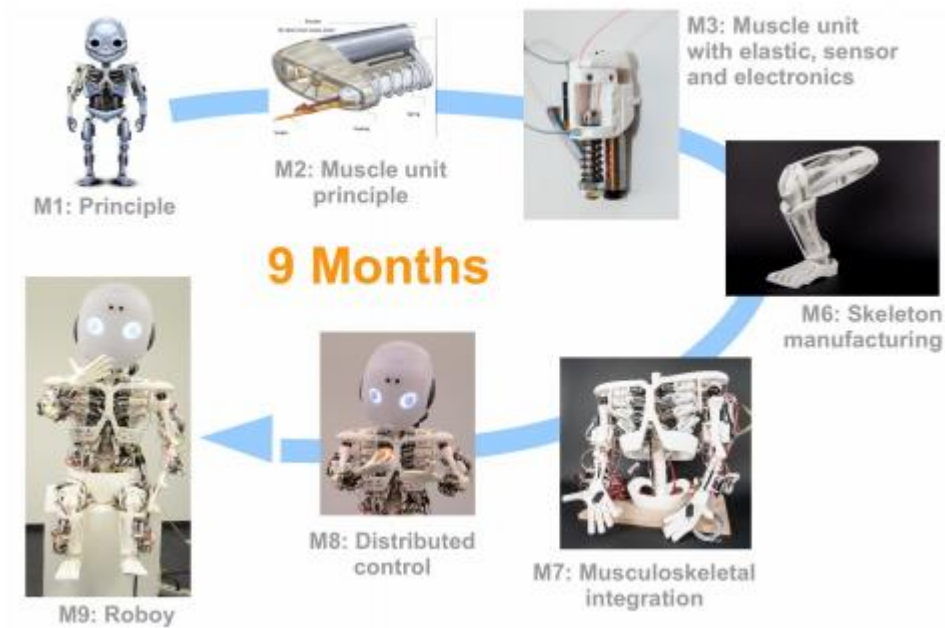 M1: Principle
M2: Muscle unit
principle
M3: Muscle unit
with elastic, sensor
and electronics
M6: Skeleton
manufacturing
9 Months
M7: Musculoskeletal
integration
M8: Distributed
control
M9: Roboy